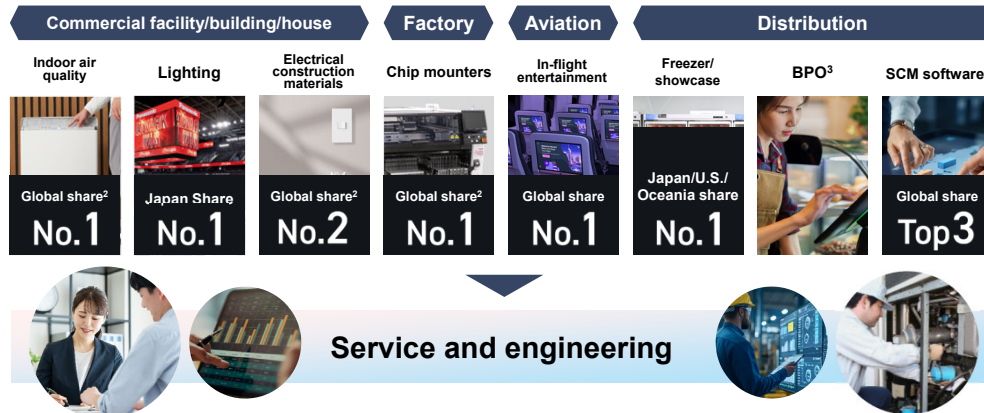 Commercial facility/building/house
Factory
Aviation
Distribution
Indoor air
quality
Lighting
Electrical
construction
materials
Chip mounters
In-flight
entertainment
Freezer/
showcase
BPO³
SCM software
Global share²
No.1
Japan Share
No.1
Global share²
No.2
Global share²
No.1
Global share
No.1
Japan/U.S./
Oceania share
No.1
Global share
Top3
Service and engineering